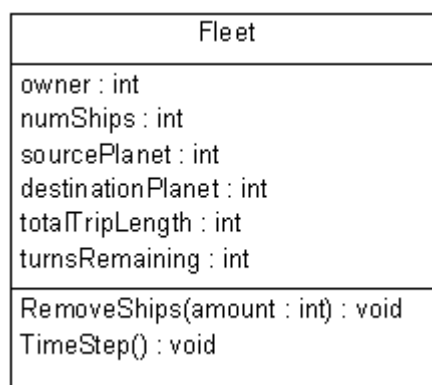 Fleet
owner : int
numShips : int
sourcePlanet : int
destinationPlanet : int
totalTripLength : int
turnsRemaining : int
RemoveShips(amount : int) : void
TimeStep() : void